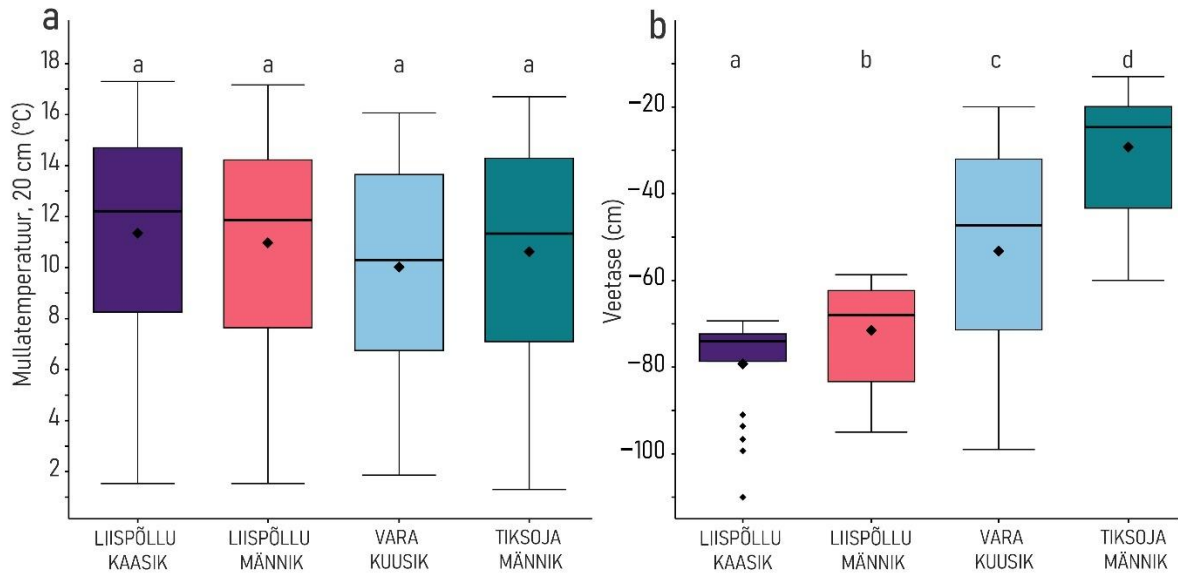 a
Mullatemperatuur, 20 cm (°C)
18
16
14
12
10
8
6
4
2
a a a a
LIISPÕLLU KAASIK
LIISPÕLLU MÄNNIK
VARA KUUSIK
TIKSOJA MÄNNIK
b
Veetase (cm)
−20
−40
−60
−80
−100
a b c d
LIISPÕLLU KAASIK
LIISPÕLLU MÄNNIK
VARA KUUSIK
TIKSOJA MÄNNIK